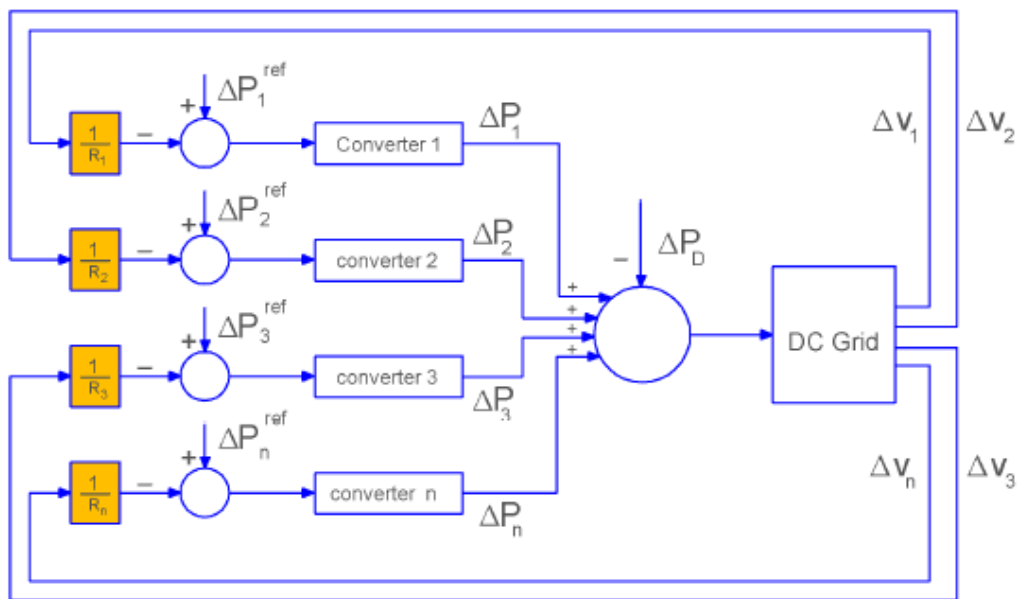 ΔP₁ʳᵉᶠ
+
1
R₁
−
Converter 1
ΔP₁
Δv₁
Δv₂
ΔP₂ʳᵉᶠ
+
1
R₂
−
converter 2
ΔP₂
ΔP_D
−
+
+
+
+
DC Grid
ΔP₃ʳᵉᶠ
+
1
R₃
−
converter 3
ΔP₃
ΔPₙʳᵉᶠ
+
1
Rₙ
−
converter n
ΔPₙ
Δvₙ
Δv₃